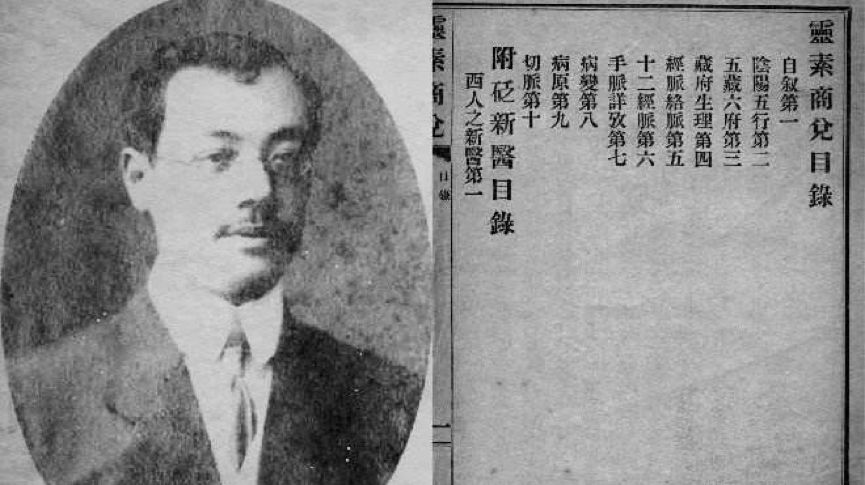 靈素商兌目錄
自敘第一
陰陽五行第二
五藏六府第三
藏府生理第四
經脈絡脈第五
十二經脈第六
手脈詳攷第七
病變第八
病原第九
切脈第十
附砭新醫目錄
西人之新醫第一
靈素商兌
目錄
一